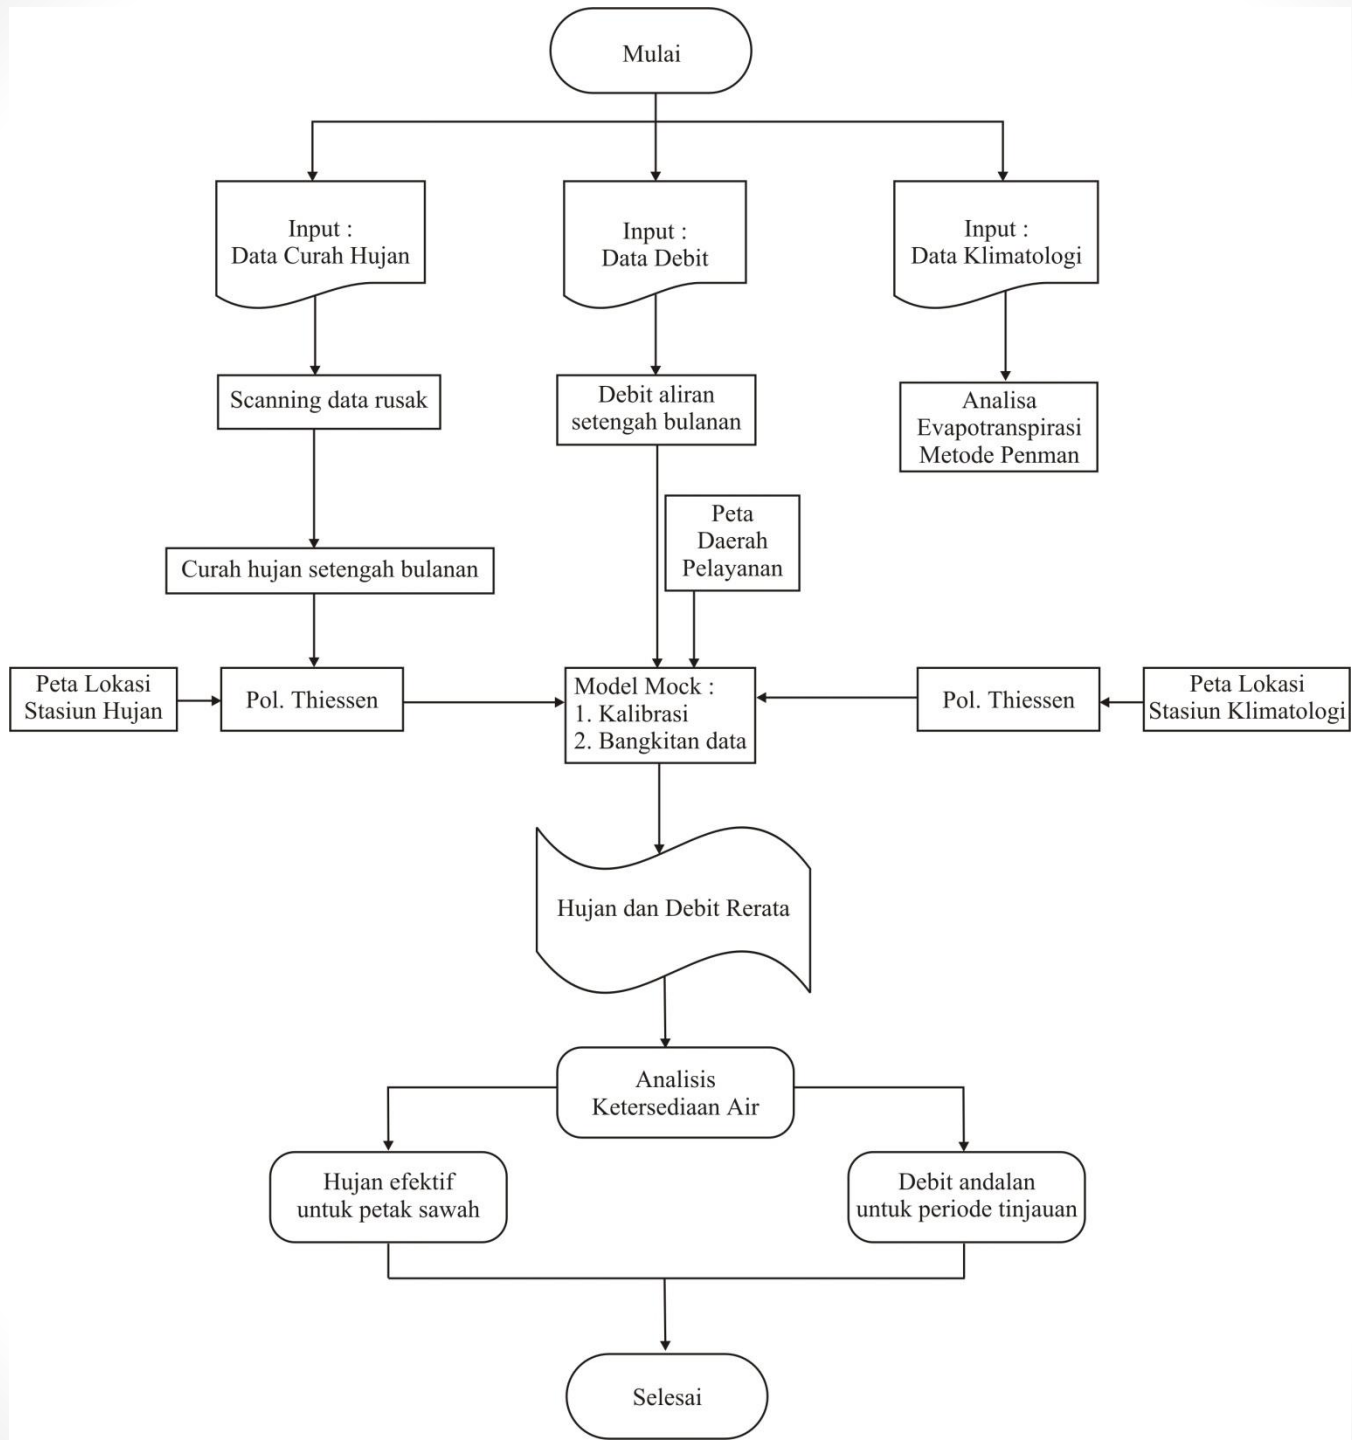 Mulai
Input :
Data Curah Hujan
Input :
Data Debit
Input :
Data Klimatologi
Scanning data rusak
Debit aliran
setengah bulanan
Analisa
Evapotranspirasi
Metode Penman
Peta
Daerah
Pelayanan
Curah hujan setengah bulanan
Peta Lokasi
Stasiun Hujan
Pol. Thiessen
Model Mock :
1. Kalibrasi
2. Bangkitan data
Pol. Thiessen
Peta Lokasi
Stasiun Klimatologi
Hujan dan Debit Rerata
Analisis
Ketersediaan Air
Hujan efektif
untuk petak sawah
Debit andalan
untuk periode tinjauan
Selesai